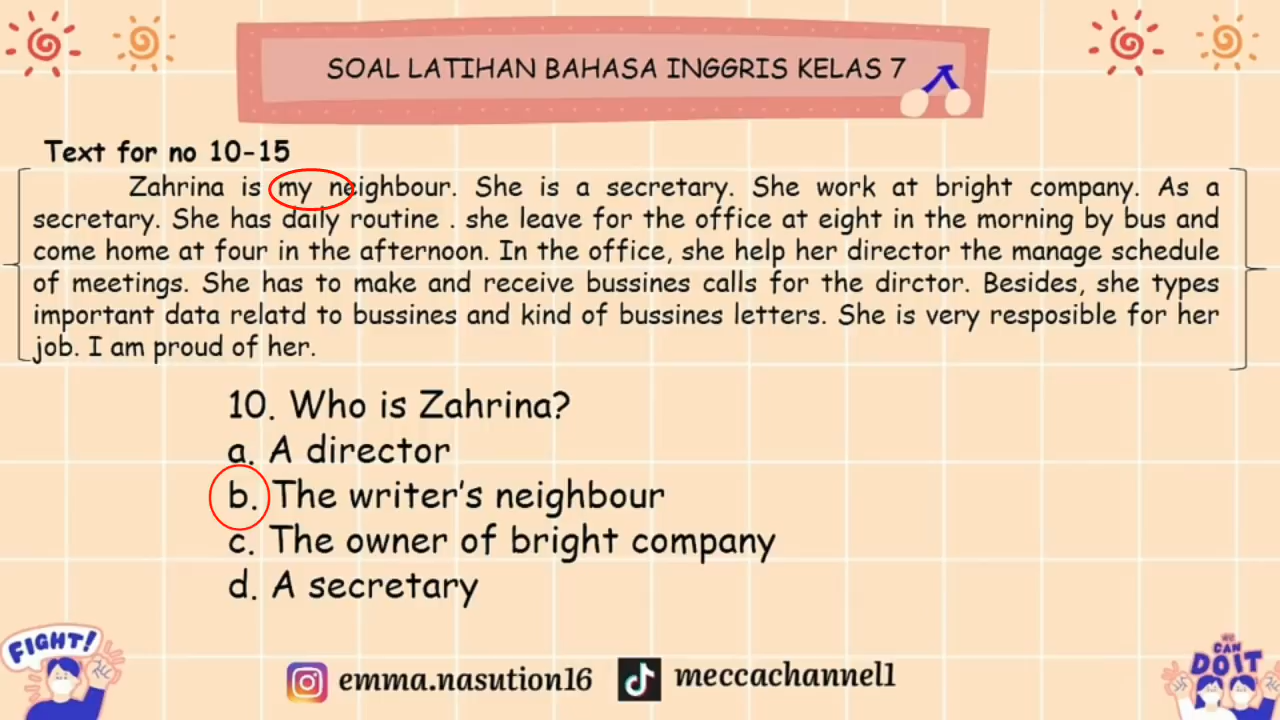 SOAL LATIHAN BAHASA INGGRIS KELAS 7
Text for no 10-15
Zahrina is my neighbour. She is a secretary. She work at bright company. As a
secretary. She has daily routine . she leave for the office at eight in the morning by bus and
come home at four in the afternoon. In the office, she help her director the manage schedule
of meetings. She has to make and receive bussines calls for the dirctor. Besides, she types
important data relatd to bussines and kind of bussines letters. She is very resposible for her
job. I am proud of her.
10. Who is Zahrina?
a. A director
b. The writer's neighbour
c. The owner of bright company
d. A secretary
FIGHT!
emma.nasution16
meccachannel1
WE
CAN
DO IT